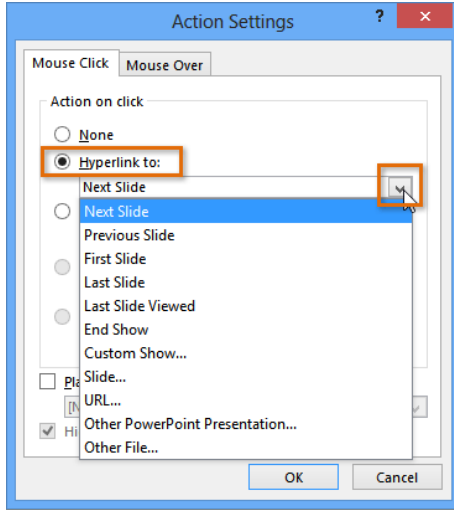 Action Settings ?
Mouse Click Mouse Over
Action on click
None
Hyperlink to:
Next Slide
Next Slide
Previous Slide
First Slide
Last Slide
Last Slide Viewed
End Show
Custom Show...
Slide...
URL...
Other PowerPoint Presentation...
Other File...
OK Cancel